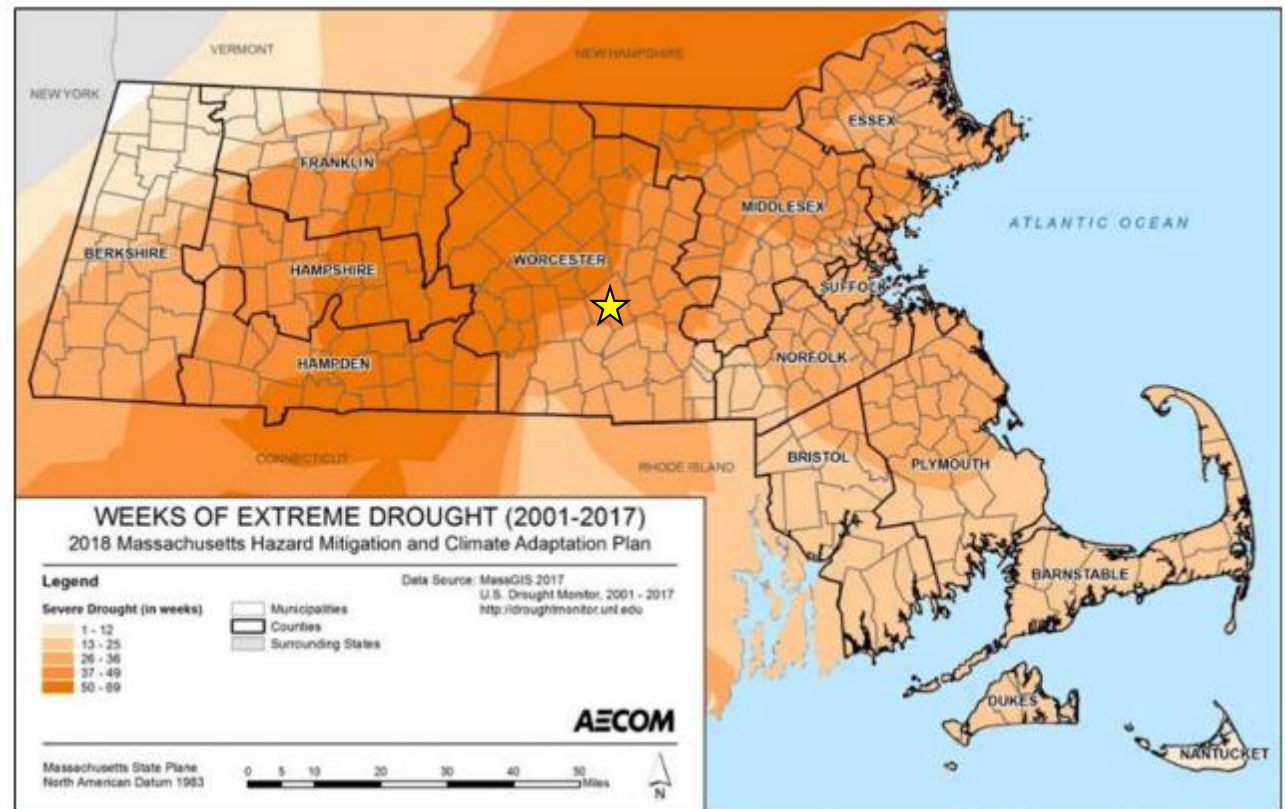 VERMONT
NEW HAMPSHIRE
NEW YORK
ESSEX
FRANKLIN
MIDDLESEX
ATLANTIC OCEAN
BERKSHIRE
HAMPSHIRE
WORCESTER
SUFFOLK
HAMPDEN
NORFOLK
CONNECTICUT
RHODE ISLAND
BRISTOL
PLYMOUTH
BARNSTABLE
DUKES
NANTUCKET
WEEKS OF EXTREME DROUGHT (2001-2017)
2018 Massachusetts Hazard Mitigation and Climate Adaptation Plan
Legend
Severe Drought (in weeks)
1 - 12
13 - 25
26 - 36
37 - 49
50 - 69
Municipalities
Counties
Surrounding States
Data Source: MassGIS 2017
U.S. Drought Monitor, 2001 - 2017
http://droughtmonitor.unl.edu
AECOM
Massachusetts State Plane
North American Datum 1983
0 5 10 20 30 40 50
Miles
N